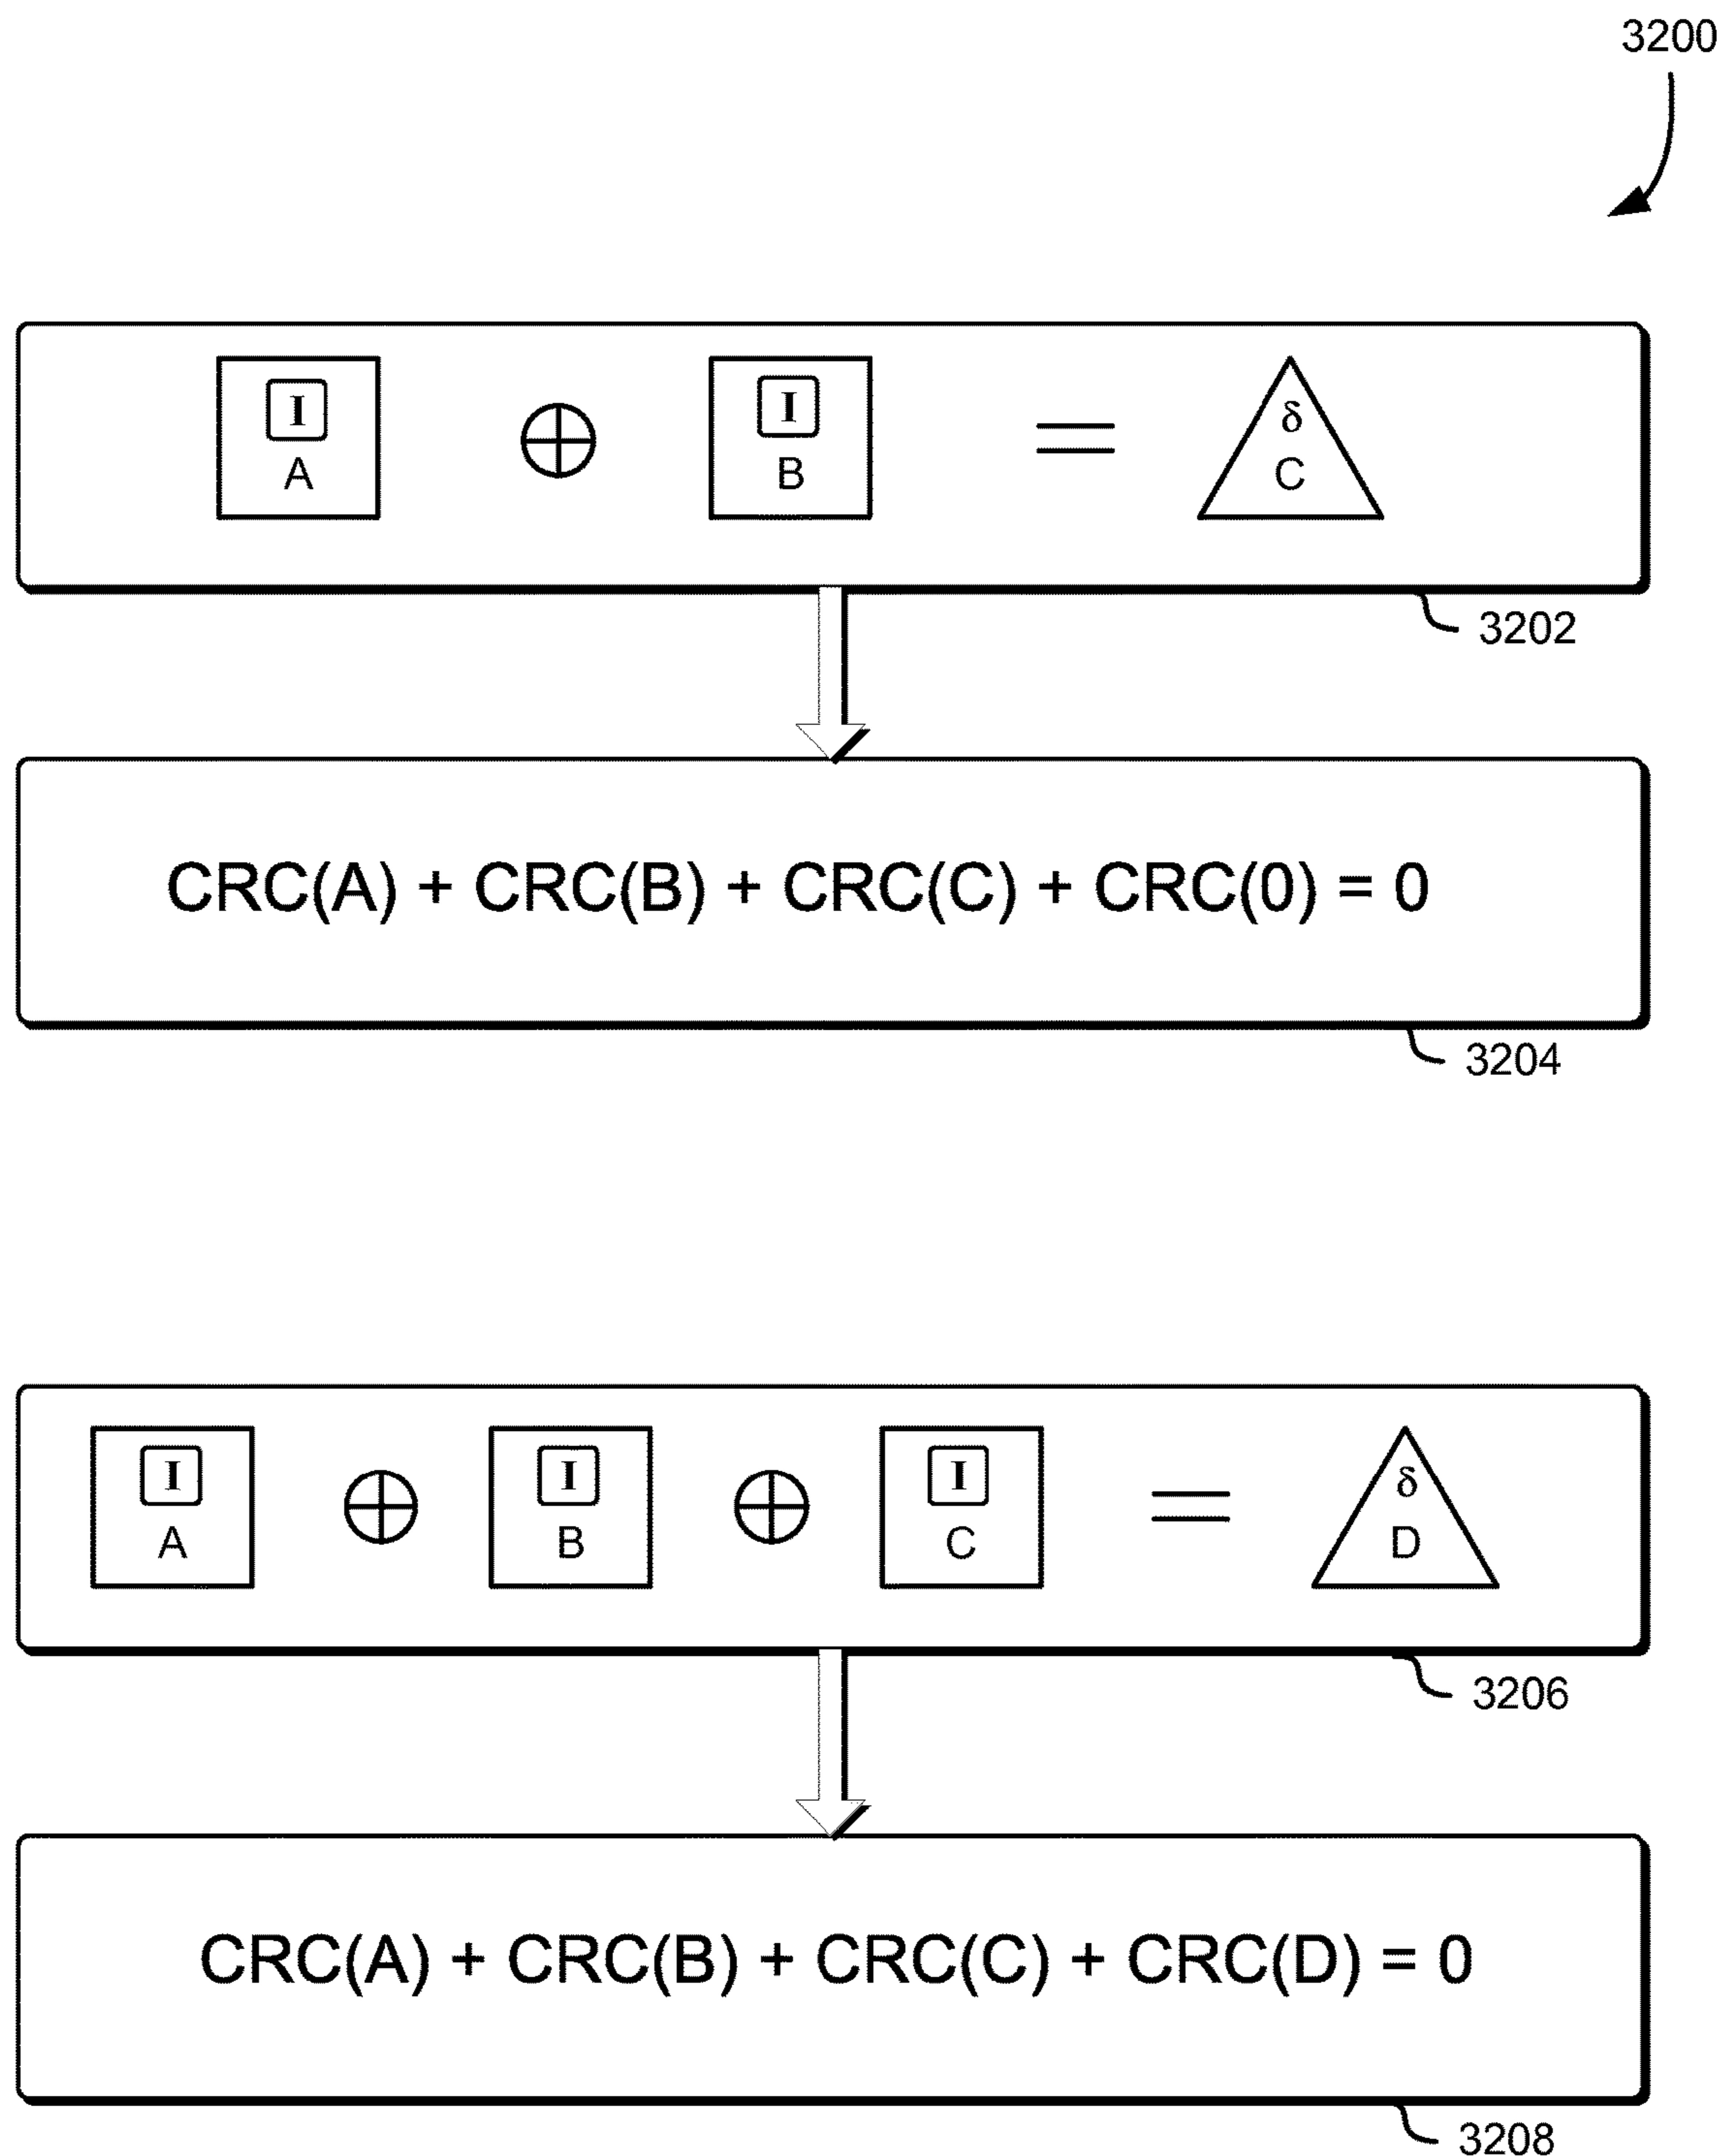 3200
I I δ
A ⊕ B = C
3202
CRC(A) + CRC(B) + CRC(C) + CRC(0) = 0
3204
I I I δ
A ⊕ B ⊕ C = D
3206
CRC(A) + CRC(B) + CRC(C) + CRC(D) = 0
3208